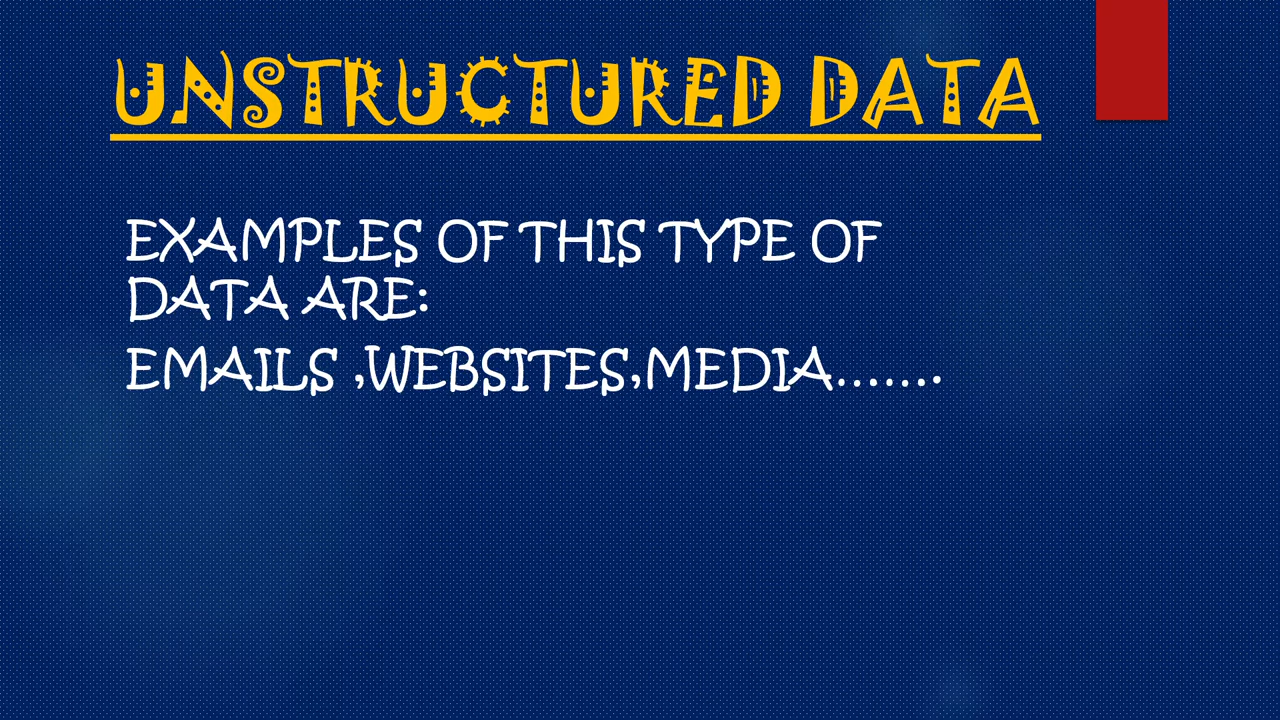 UNSTRUCTURED DATA
EXAMPLES OF THIS TYPE OF
DATA ARE:
EMAILS ,WEBSITES,MEDIA.......